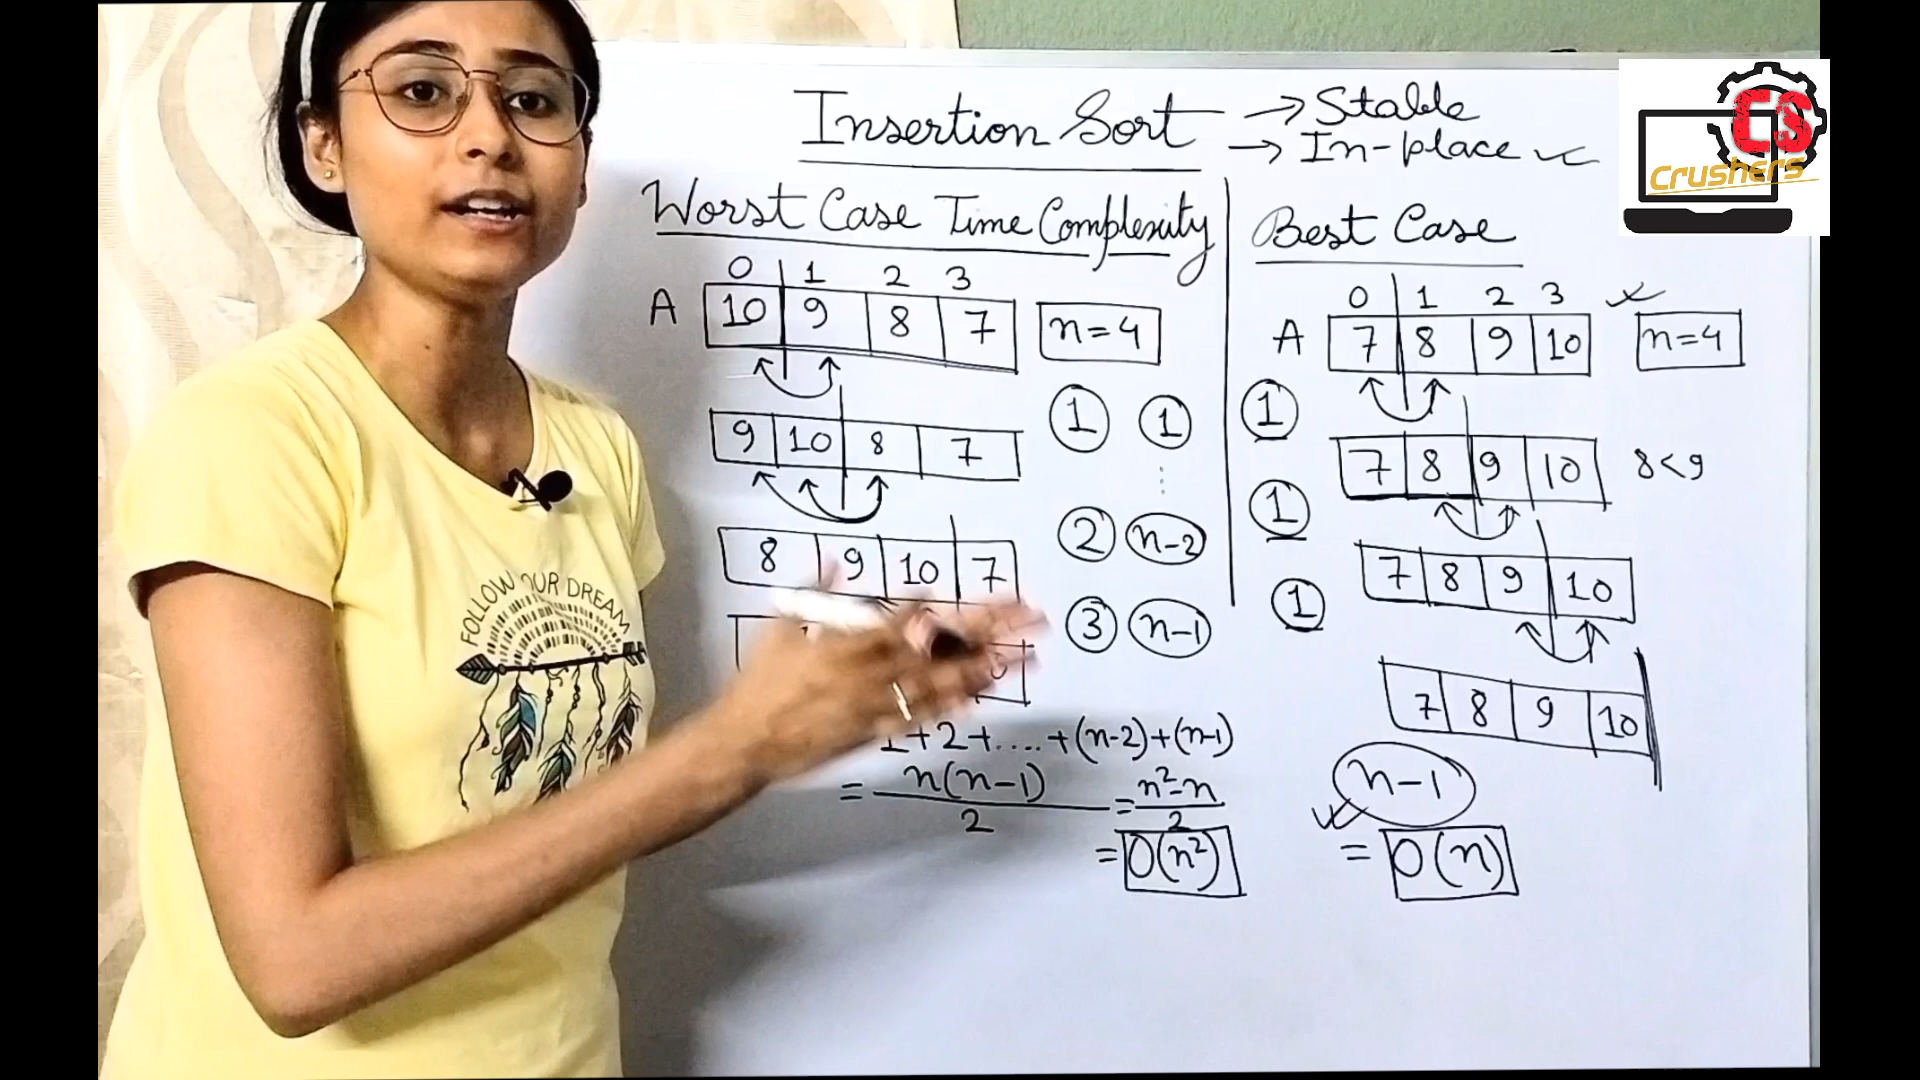 Insertion Sort → Stable
→ In-place ✓
CS
Crushers
Worst Case Time Complexity
0 1 2 3
A 10 9 8 7 n=4
1 1
9 10 8 7
2 n-2
8 9 10 7
3 n-1
1+2+....+(n-2)+(n-1)
= n(n-1)/2 = n²-n/2
= O(n²)
Best Case
0 1 2 3 ✓
A 7 8 9 10 n=4
1
7 8 9 10 8<9
1
7 8 9 10
1
7 8 9 10
n-1
= O(n)
FOLLOW YOUR DREAM